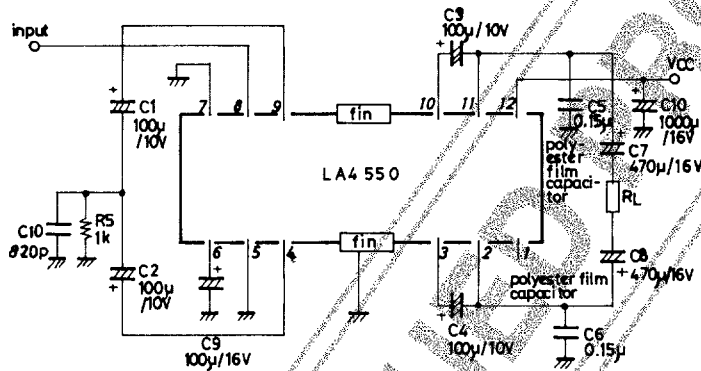 input
C3
100μ/10V
VCC
7
8
9
10
11
12
fin
C1
100μ
/10V
C5
0.15μ
C10
1000μ
/16V
polyester film capacitor
C7
470μ/16V
LA4550
C10
820p
R5
1k
RL
fin
6
5
4
3
2
1
C2
100μ
/10V
C8
470μ/16V
polyester film
capacitor
C9
100μ/16V
C4
100μ/10V
C6
0.15μ